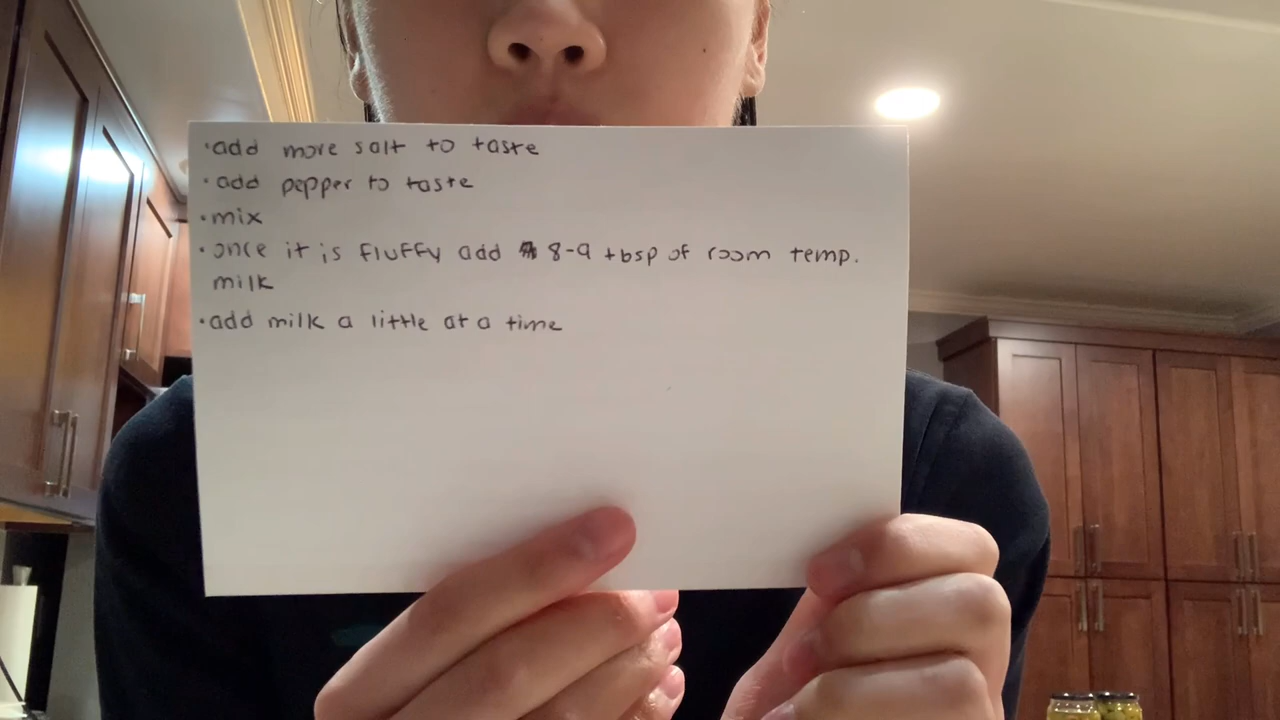 ·add more salt to taste
·add pepper to taste
·mix
·once it is fluffy add 8-9 tbsp of room temp.
milk
·add milk a little at a time